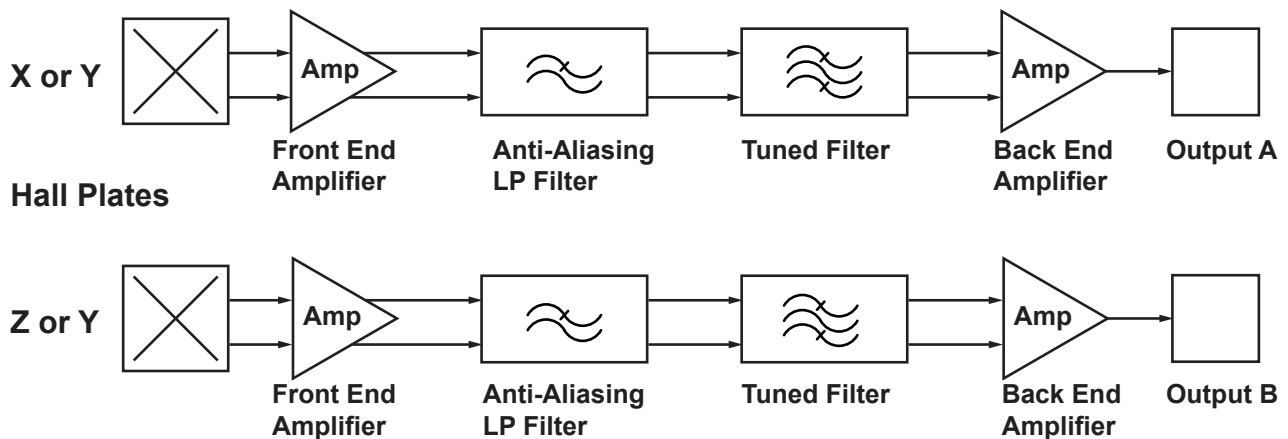 X or Y
Amp
Amp
Front End
Amplifier
Anti-Aliasing
LP Filter
Tuned Filter
Back End
Amplifier
Output A
Hall Plates
Z or Y
Amp
Amp
Front End
Amplifier
Anti-Aliasing
LP Filter
Tuned Filter
Back End
Amplifier
Output B